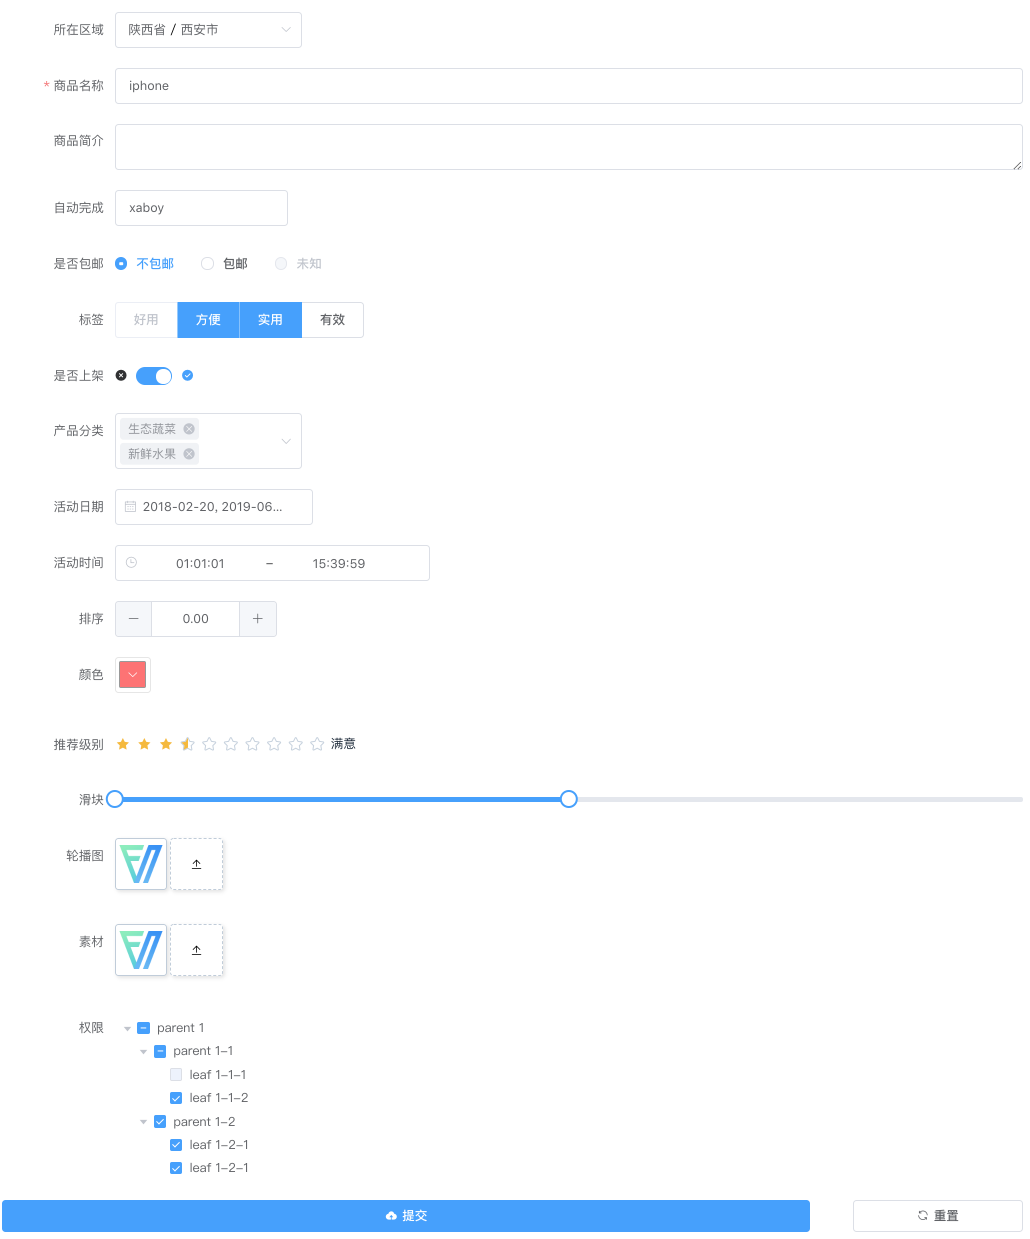 所在区域 陕西省 / 西安市
* 商品名称 iphone
商品简介
自动完成 xaboy
是否包邮 不包邮 包邮 未知
标签 好用 方便 实用 有效
是否上架
产品分类 生态蔬菜
新鲜水果
活动日期 2018-02-20, 2019-06...
活动时间 01:01:01 – 15:39:59
排序 0.00
颜色
推荐级别 满意
滑块
轮播图
素材
权限 parent 1
parent 1-1
leaf 1-1-1
leaf 1-1-2
parent 1-2
leaf 1-2-1
leaf 1-2-1
提交 重置